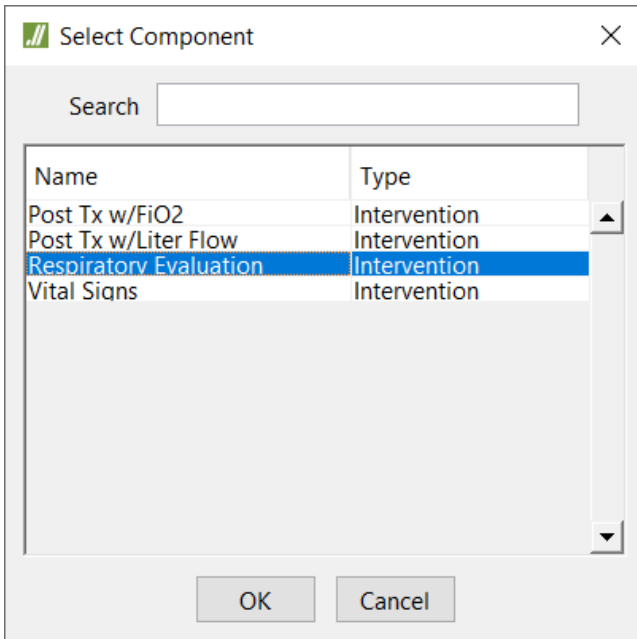 Select Component
Search
Name Type
Post Tx w/FiO2 Intervention
Post Tx w/Liter Flow Intervention
Respiratory Evaluation Intervention
Vital Signs Intervention
OK Cancel